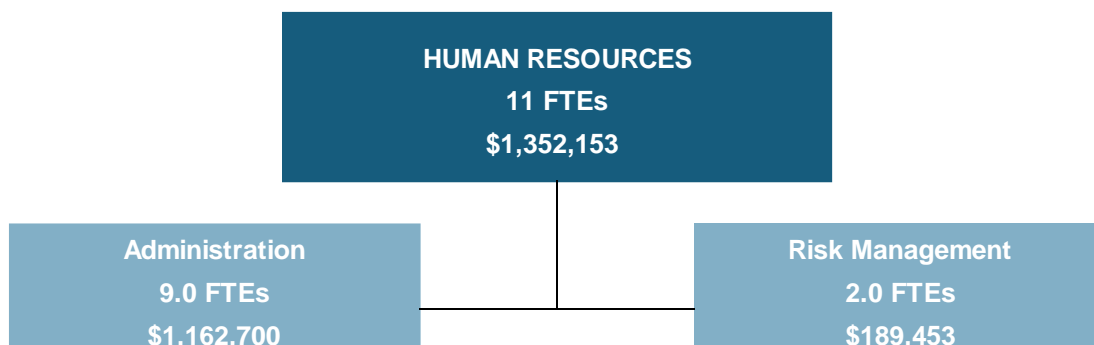 HUMAN RESOURCES
11 FTEs
$1,352,153
Administration
9.0 FTEs
$1,162,700
Risk Management
2.0 FTEs
$189,453